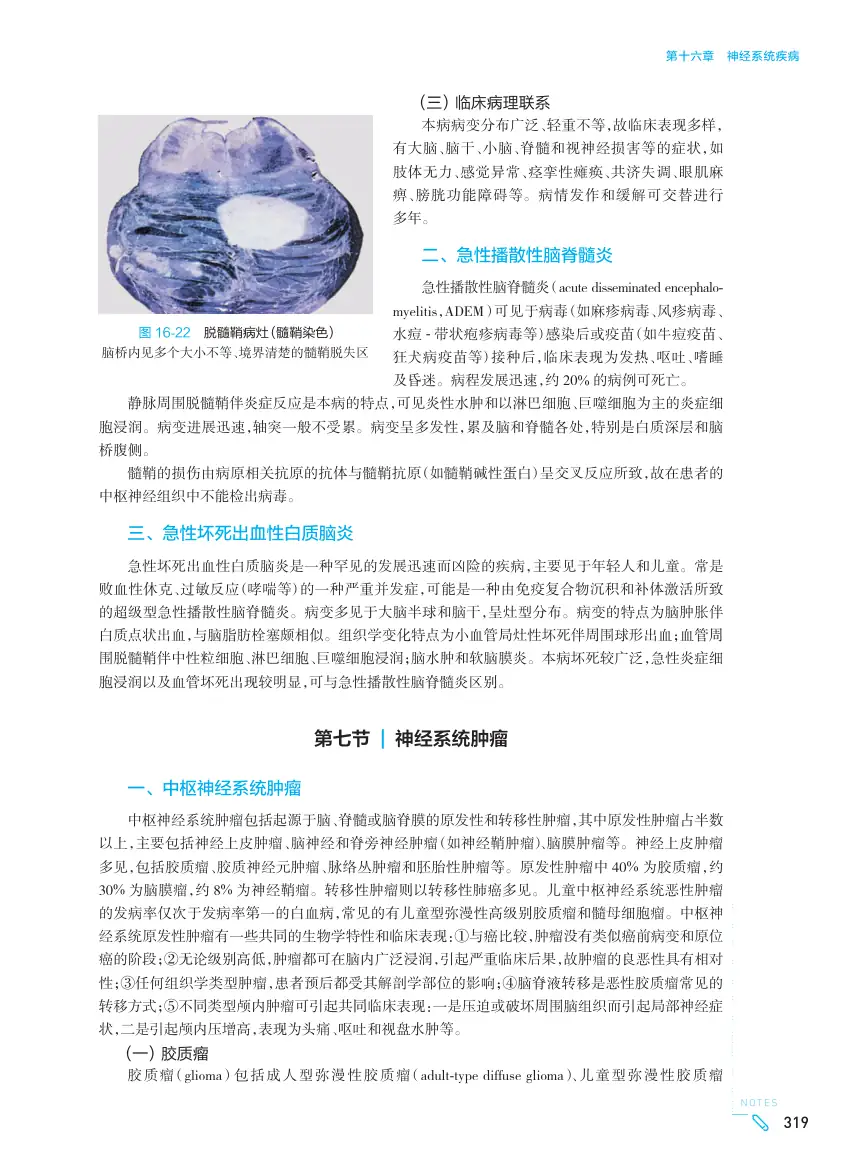 第十六章 神经系统疾病
图 16-22 脱髓鞘病灶（髓鞘染色）
脑桥内见多个大小不等、境界清楚的髓鞘脱失区
（三）临床病理联系
本病病变分布广泛、轻重不等，故临床表现多样，
有大脑、脑干、小脑、脊髓和视神经损害等的症状，如
肢体无力、感觉异常、痉挛性瘫痪、共济失调、眼肌麻
痹、膀胱功能障碍等。病情发作和缓解可交替进行
多年。
二、急性播散性脑脊髓炎
急性播散性脑脊髓炎（acute disseminated encephalo-
myelitis，ADEM）可见于病毒（如麻疹病毒、风疹病毒、
水痘 - 带状疱疹病毒等）感染后或疫苗（如牛痘疫苗、
狂犬病疫苗等）接种后，临床表现为发热、呕吐、嗜睡
及昏迷。病程发展迅速，约 20% 的病例可死亡。
静脉周围脱髓鞘伴炎症反应是本病的特点，可见炎性水肿和以淋巴细胞、巨噬细胞为主的炎症细
胞浸润。病变进展迅速，轴突一般不受累。病变呈多发性，累及脑和脊髓各处，特别是白质深层和脑
桥腹侧。
髓鞘的损伤由病原相关抗原的抗体与髓鞘抗原（如髓鞘碱性蛋白）呈交叉反应所致，故在患者的
中枢神经组织中不能检出病毒。
三、急性坏死出血性白质脑炎
急性坏死出血性白质脑炎是一种罕见的发展迅速而凶险的疾病，主要见于年轻人和儿童。常是
败血性休克、过敏反应（哮喘等）的一种严重并发症，可能是一种由免疫复合物沉积和补体激活所致
的超级型急性播散性脑脊髓炎。病变多见于大脑半球和脑干，呈灶型分布。病变的特点为脑肿胀伴
白质点状出血，与脑脂肪栓塞颇相似。组织学变化特点为小血管局灶性坏死伴周围球形出血；血管周
围脱髓鞘伴中性粒细胞、淋巴细胞、巨噬细胞浸润；脑水肿和软脑膜炎。本病坏死较广泛，急性炎症细
胞浸润以及血管坏死出现较明显，可与急性播散性脑脊髓炎区别。
第七节 | 神经系统肿瘤
一、中枢神经系统肿瘤
中枢神经系统肿瘤包括起源于脑、脊髓或脑脊膜的原发性和转移性肿瘤，其中原发性肿瘤占半数
以上，主要包括神经上皮肿瘤、脑神经和脊旁神经肿瘤（如神经鞘肿瘤）、脑膜肿瘤等。神经上皮肿瘤
多见，包括胶质瘤、胶质神经元肿瘤、脉络丛肿瘤和胚胎性肿瘤等。原发性肿瘤中 40% 为胶质瘤，约
30% 为脑膜瘤，约 8% 为神经鞘瘤。转移性肿瘤则以转移性肺癌多见。儿童中枢神经系统恶性肿瘤
的发病率仅次于发病率第一的白血病，常见的有儿童型弥漫性高级别胶质瘤和髓母细胞瘤。中枢神
经系统原发性肿瘤有一些共同的生物学特性和临床表现：①与癌比较，肿瘤没有类似癌前病变和原位
癌的阶段；②无论级别高低，肿瘤都可在脑内广泛浸润，引起严重临床后果，故肿瘤的良恶性具有相对
性；③任何组织学类型肿瘤，患者预后都受其解剖学部位的影响；④脑脊液转移是恶性胶质瘤常见的
转移方式；⑤不同类型颅内肿瘤可引起共同临床表现：一是压迫或破坏周围脑组织而引起局部神经症
状，二是引起颅内压增高，表现为头痛、呕吐和视盘水肿等。
（一）胶质瘤
胶质瘤（glioma）包括成人型弥漫性胶质瘤（adult-type diffuse glioma）、儿童型弥漫性胶质瘤
NOTES
319